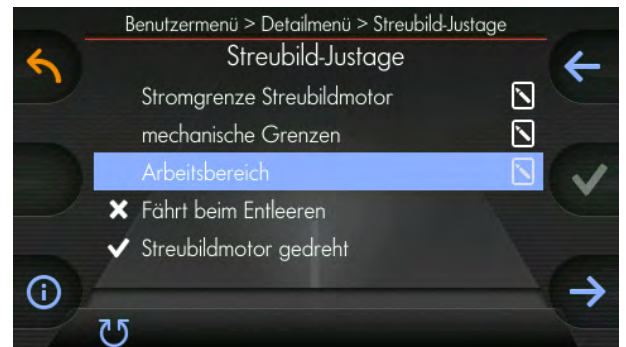 Benutzermenü > Detailmenü > Streubild-Justage
Streubild-Justage
Stromgrenze Streubildmotor
mechanische Grenzen
Arbeitsbereich
Fährt beim Entleeren
Streubildmotor gedreht